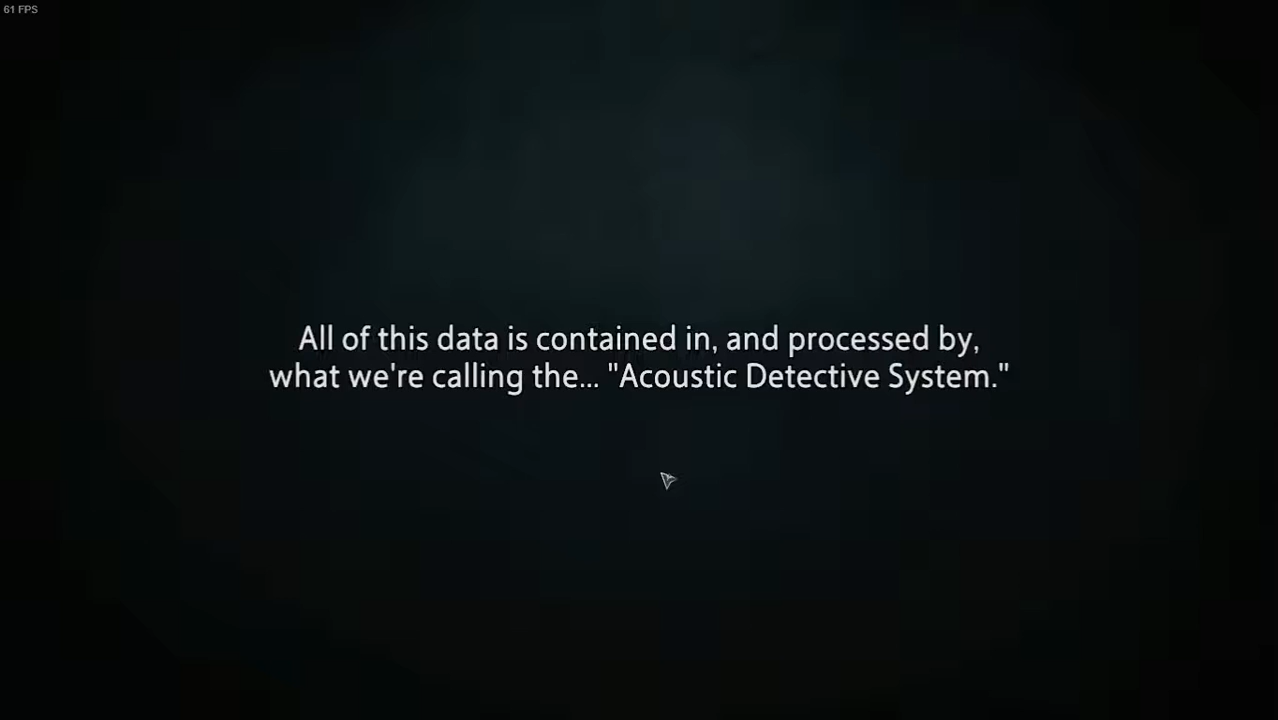 61 FPS
All of this data is contained in, and processed by,
what we're calling the... "Acoustic Detective System."